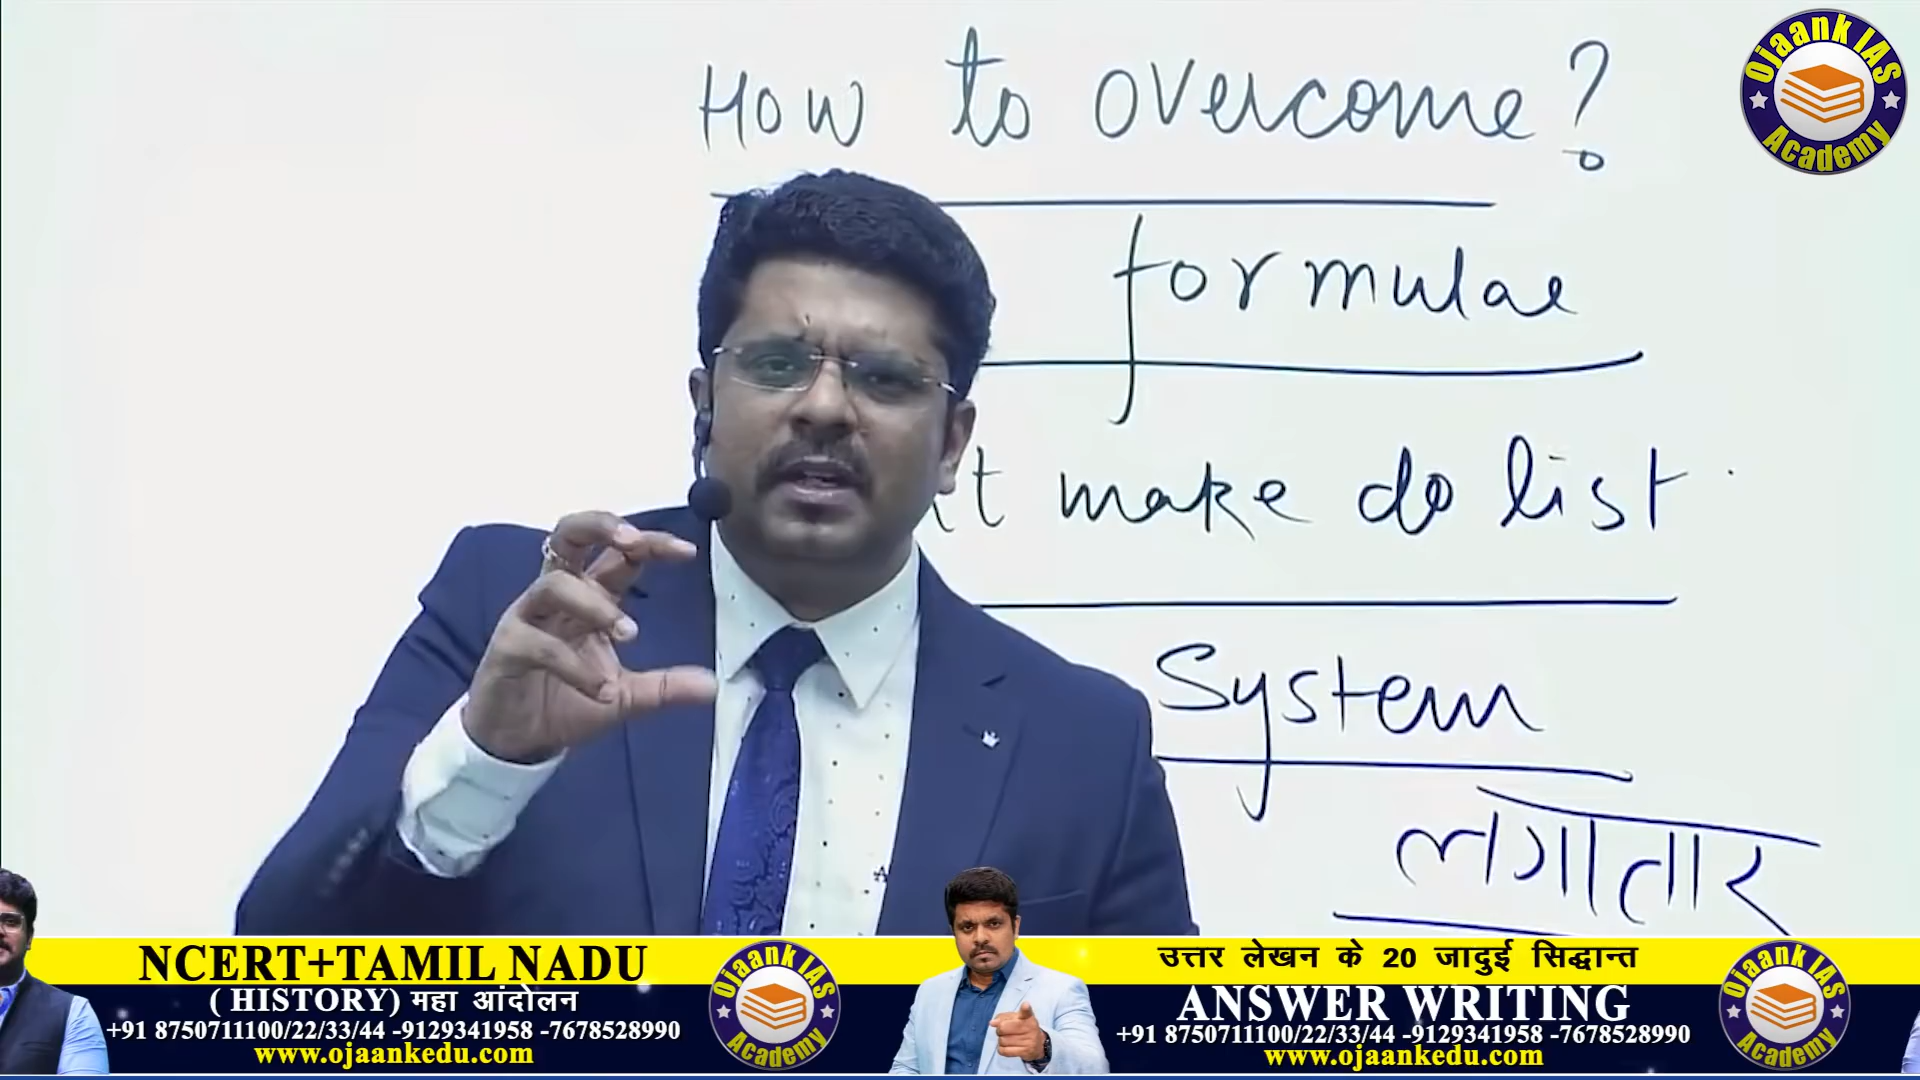 Ojaank IAS Academy
How to overcome?
formulae
make do list
System
लगातार
NCERT+TAMIL NADU
( HISTORY) महा आंदोलन
+91 8750711100/22/33/44 -9129341958 -7678528990
www.ojaankedu.com
Ojaank IAS Academy
उत्तर लेखन के 20 जादुई सिद्धान्त
ANSWER WRITING
+91 8750711100/22/33/44 -9129341958 -7678528990
www.ojaankedu.com
Ojaank IAS Academy